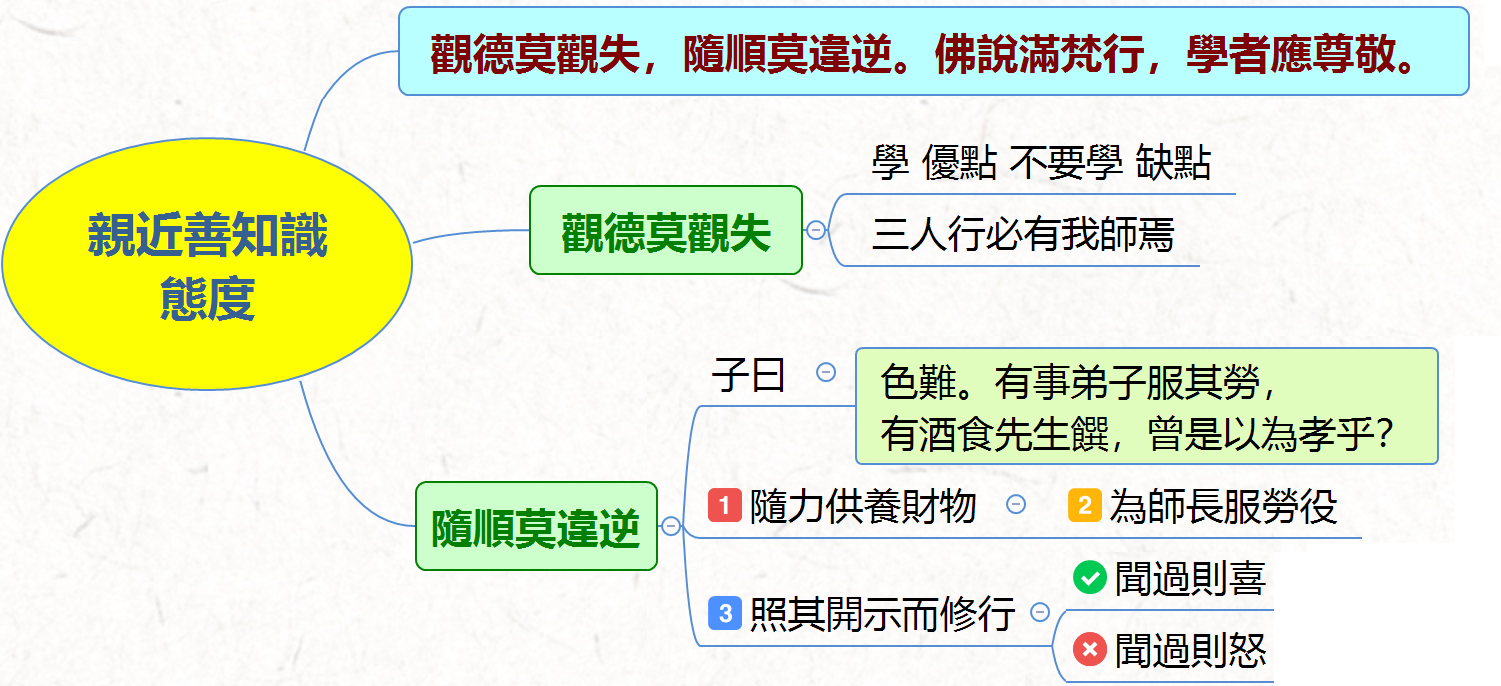 觀德莫觀失，隨順莫違逆。佛說滿梵行，學者應尊敬。
親近善知識
態度
觀德莫觀失
學 優點 不要學 缺點
三人行必有我師焉
隨順莫違逆
子曰
色難。有事弟子服其勞，
有酒食先生饌，曾是以為孝乎？
1 隨力供養財物
2 為師長服勞役
3 照其開示而修行
聞過則喜
聞過則怒